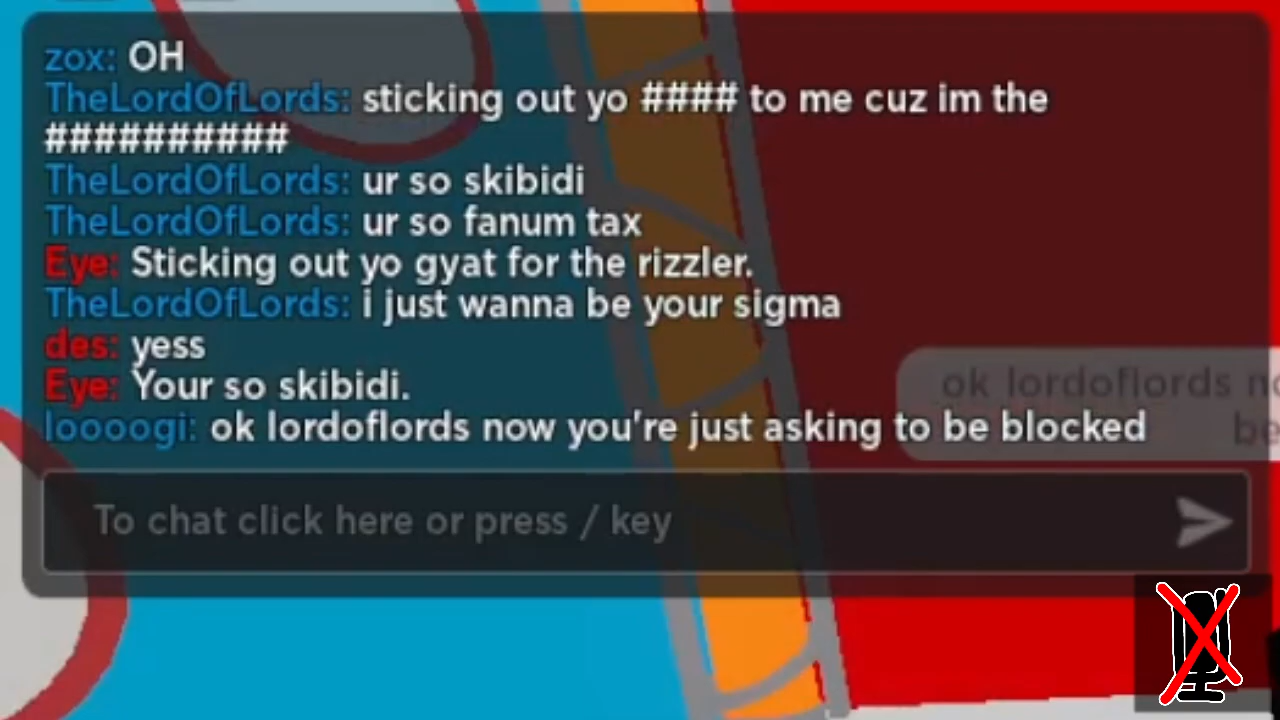 zox: OH
TheLordOfLords: sticking out yo #### to me cuz im the
##########
TheLordOfLords: ur so skibidi
TheLordOfLords: ur so fanum tax
Eye: Sticking out yo gyat for the rizzler.
TheLordOfLords: i just wanna be your sigma
des: yess
Eye: Your so skibidi.
loooogi: ok lordoflords now you're just asking to be blocked
ok lordoflords
To chat click here or press / key